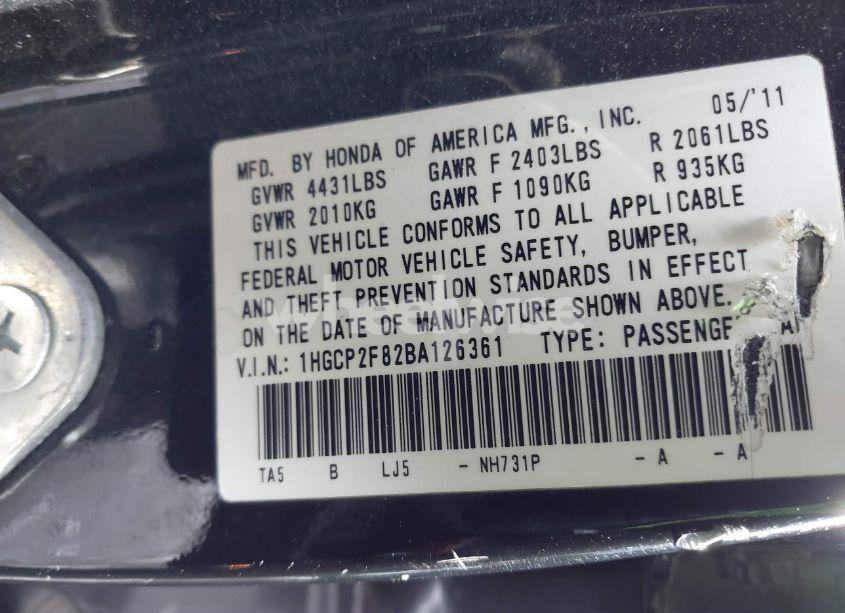 MFD. BY HONDA OF AMERICA MFG., INC. 05/'11
GVWR 4431LBS GAWR F 2403LBS R 2061LBS
GVWR 2010KG GAWR F 1090KG R 935KG
THIS VEHICLE CONFORMS TO ALL APPLICABLE
FEDERAL MOTOR VEHICLE SAFETY, BUMPER,
AND THEFT PREVENTION STANDARDS IN EFFECT
ON THE DATE OF MANUFACTURE SHOWN ABOVE.
V.I.N.: 1HGCP2F82BA126361 TYPE: PASSENGE
TA5 B LJ5 - NH731P - A - A